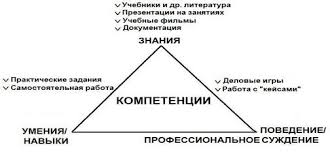 Учебники и др. литература
Презентации на занятиях
Учебные фильмы
Документация
ЗНАНИЯ
Практические задания
Самостоятельная работа
Деловые игры
Работа с "кейсами"
КОМПЕТЕНЦИИ
УМЕНИЯ/
НАВЫКИ
ПОВЕДЕНИЕ/
ПРОФЕССИОНАЛЬНОЕ СУЖДЕНИЕ